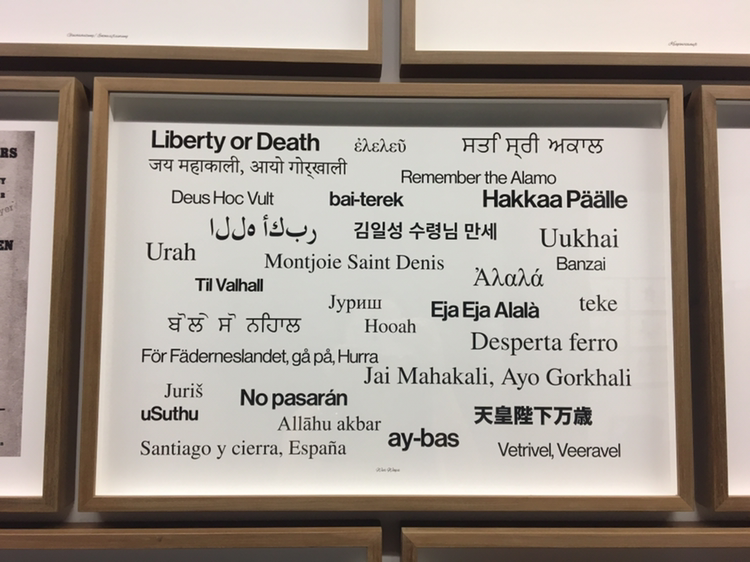 Liberty or Death
ἐλελεῦ
ਸਤਿ ਸ੍ਰੀ ਅਕਾਲ
जय महाकाली, आयो गोर्खाली
Remember the Alamo
Deus Hoc Vult
bai-terek
Hakkaa Päälle
ربكأ هللا
김일성 수령님 만세
Uukhai
Urah
Montjoie Saint Denis
Banzai
Ἀλαλά
Til Valhall
Јуриш
Eja Eja Alalà
teke
ਬੋਲੇ ਸੋ ਨਿਹਾਲ
Hooah
Desperta ferro
För Fäderneslandet, gå på, Hurra
Jai Mahakali, Ayo Gorkhali
Juriš
No pasarán
uSuthu
Allāhu akbar
天皇陛下万歳
Santiago y cierra, España
ay-bas
Vetrivel, Veeravel